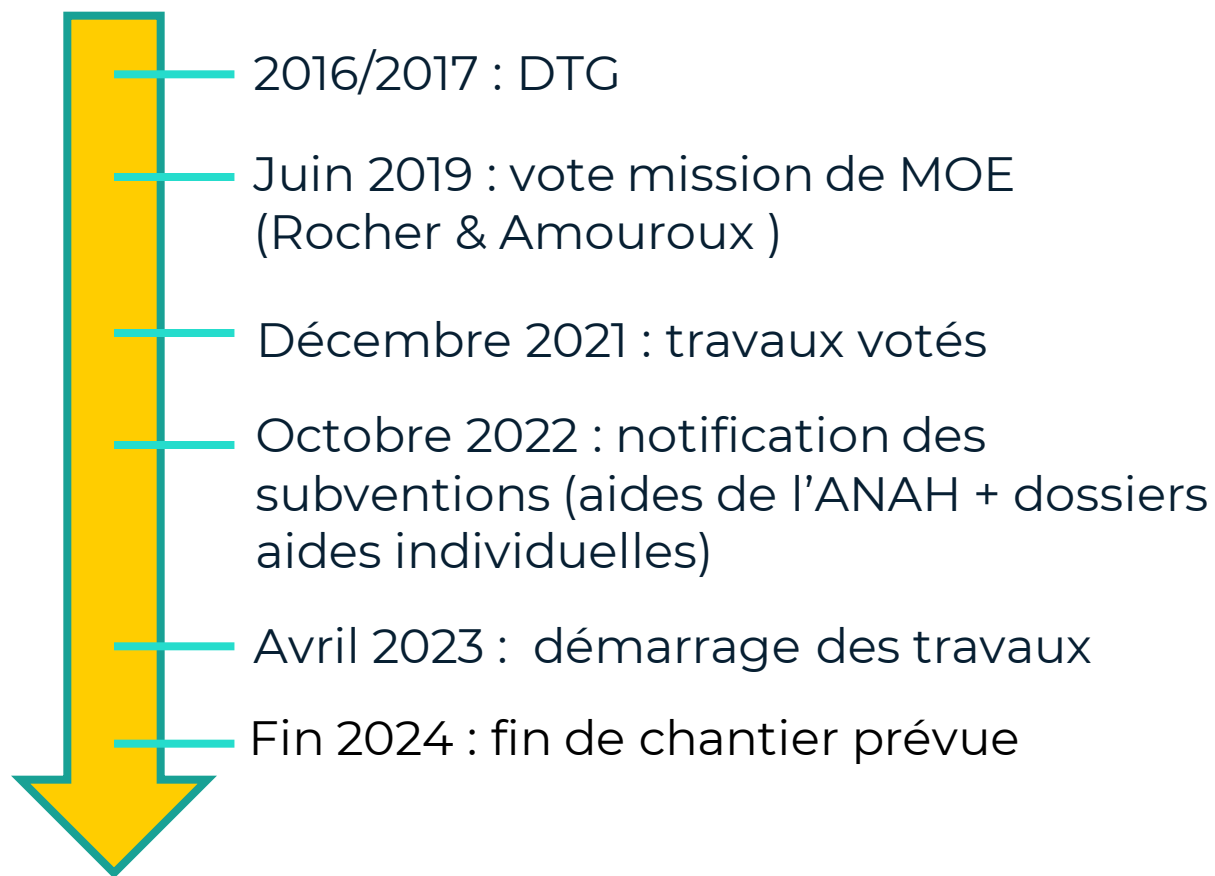 2016/2017 : DTG
Juin 2019 : vote mission de MOE
(Rocher & Amouroux )
Décembre 2021 : travaux votés
Octobre 2022 : notification des
subventions (aides de l’ANAH + dossiers
aides individuelles)
Avril 2023 :  démarrage des travaux
Fin 2024 : fin de chantier prévue